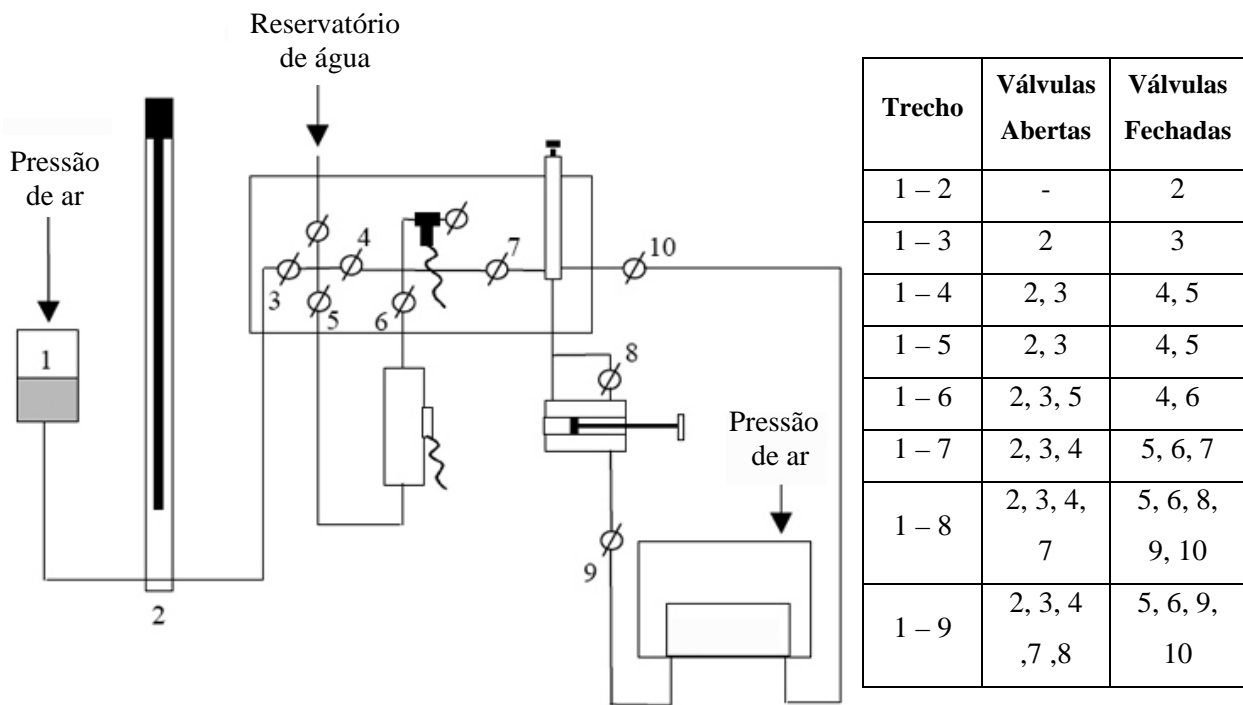 Reservatório
de água
Pressão
de ar
1
2
3
4
5
6
7
8
9
10
Pressão
de ar
Trecho
Válvulas
Abertas
Válvulas
Fechadas
1 – 2
-
2
1 – 3
2
3
1 – 4
2, 3
4, 5
1 – 5
2, 3
4, 5
1 – 6
2, 3, 5
4, 6
1 – 7
2, 3, 4
5, 6, 7
1 – 8
2, 3, 4,
7
5, 6, 8,
9, 10
1 – 9
2, 3, 4
,7 ,8
5, 6, 9,
10